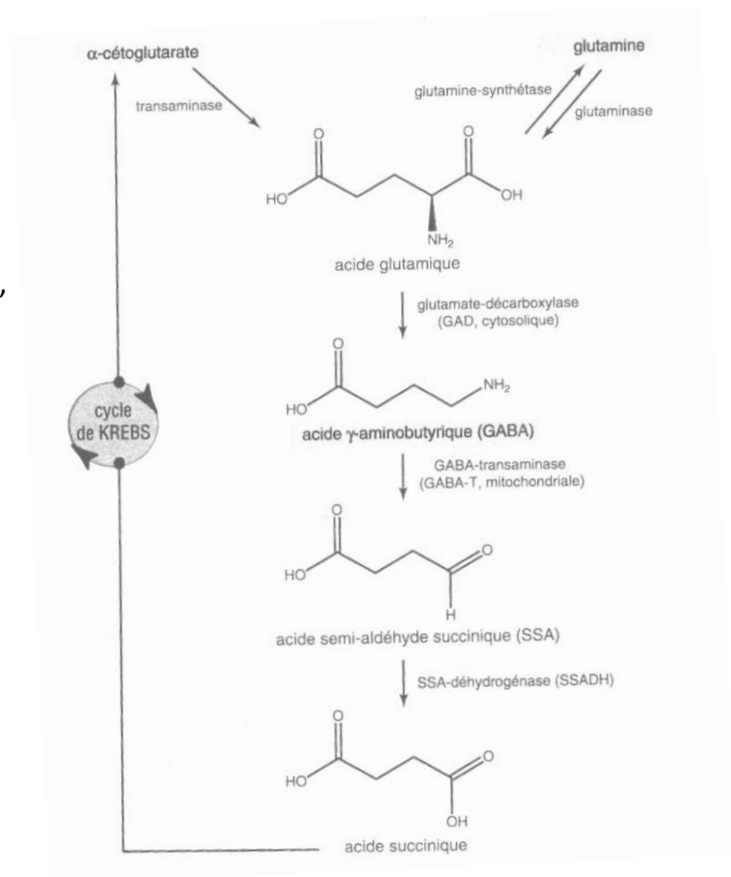 α-cétoglutarate
glutamine
transaminase
glutamine-synthétase
glutaminase
O
O
HO
OH
NH₂
acide glutamique
,
glutamate-décarboxylase
(GAD, cytosolique)
O
NH₂
HO
acide γ-aminobutyrique (GABA)
cycle
de KREBS
GABA-transaminase
(GABA-T, mitochondriale)
O
O
HO
H
acide semi-aldéhyde succinique (SSA)
SSA-déhydrogénase (SSADH)
O
O
HO
OH
acide succinique